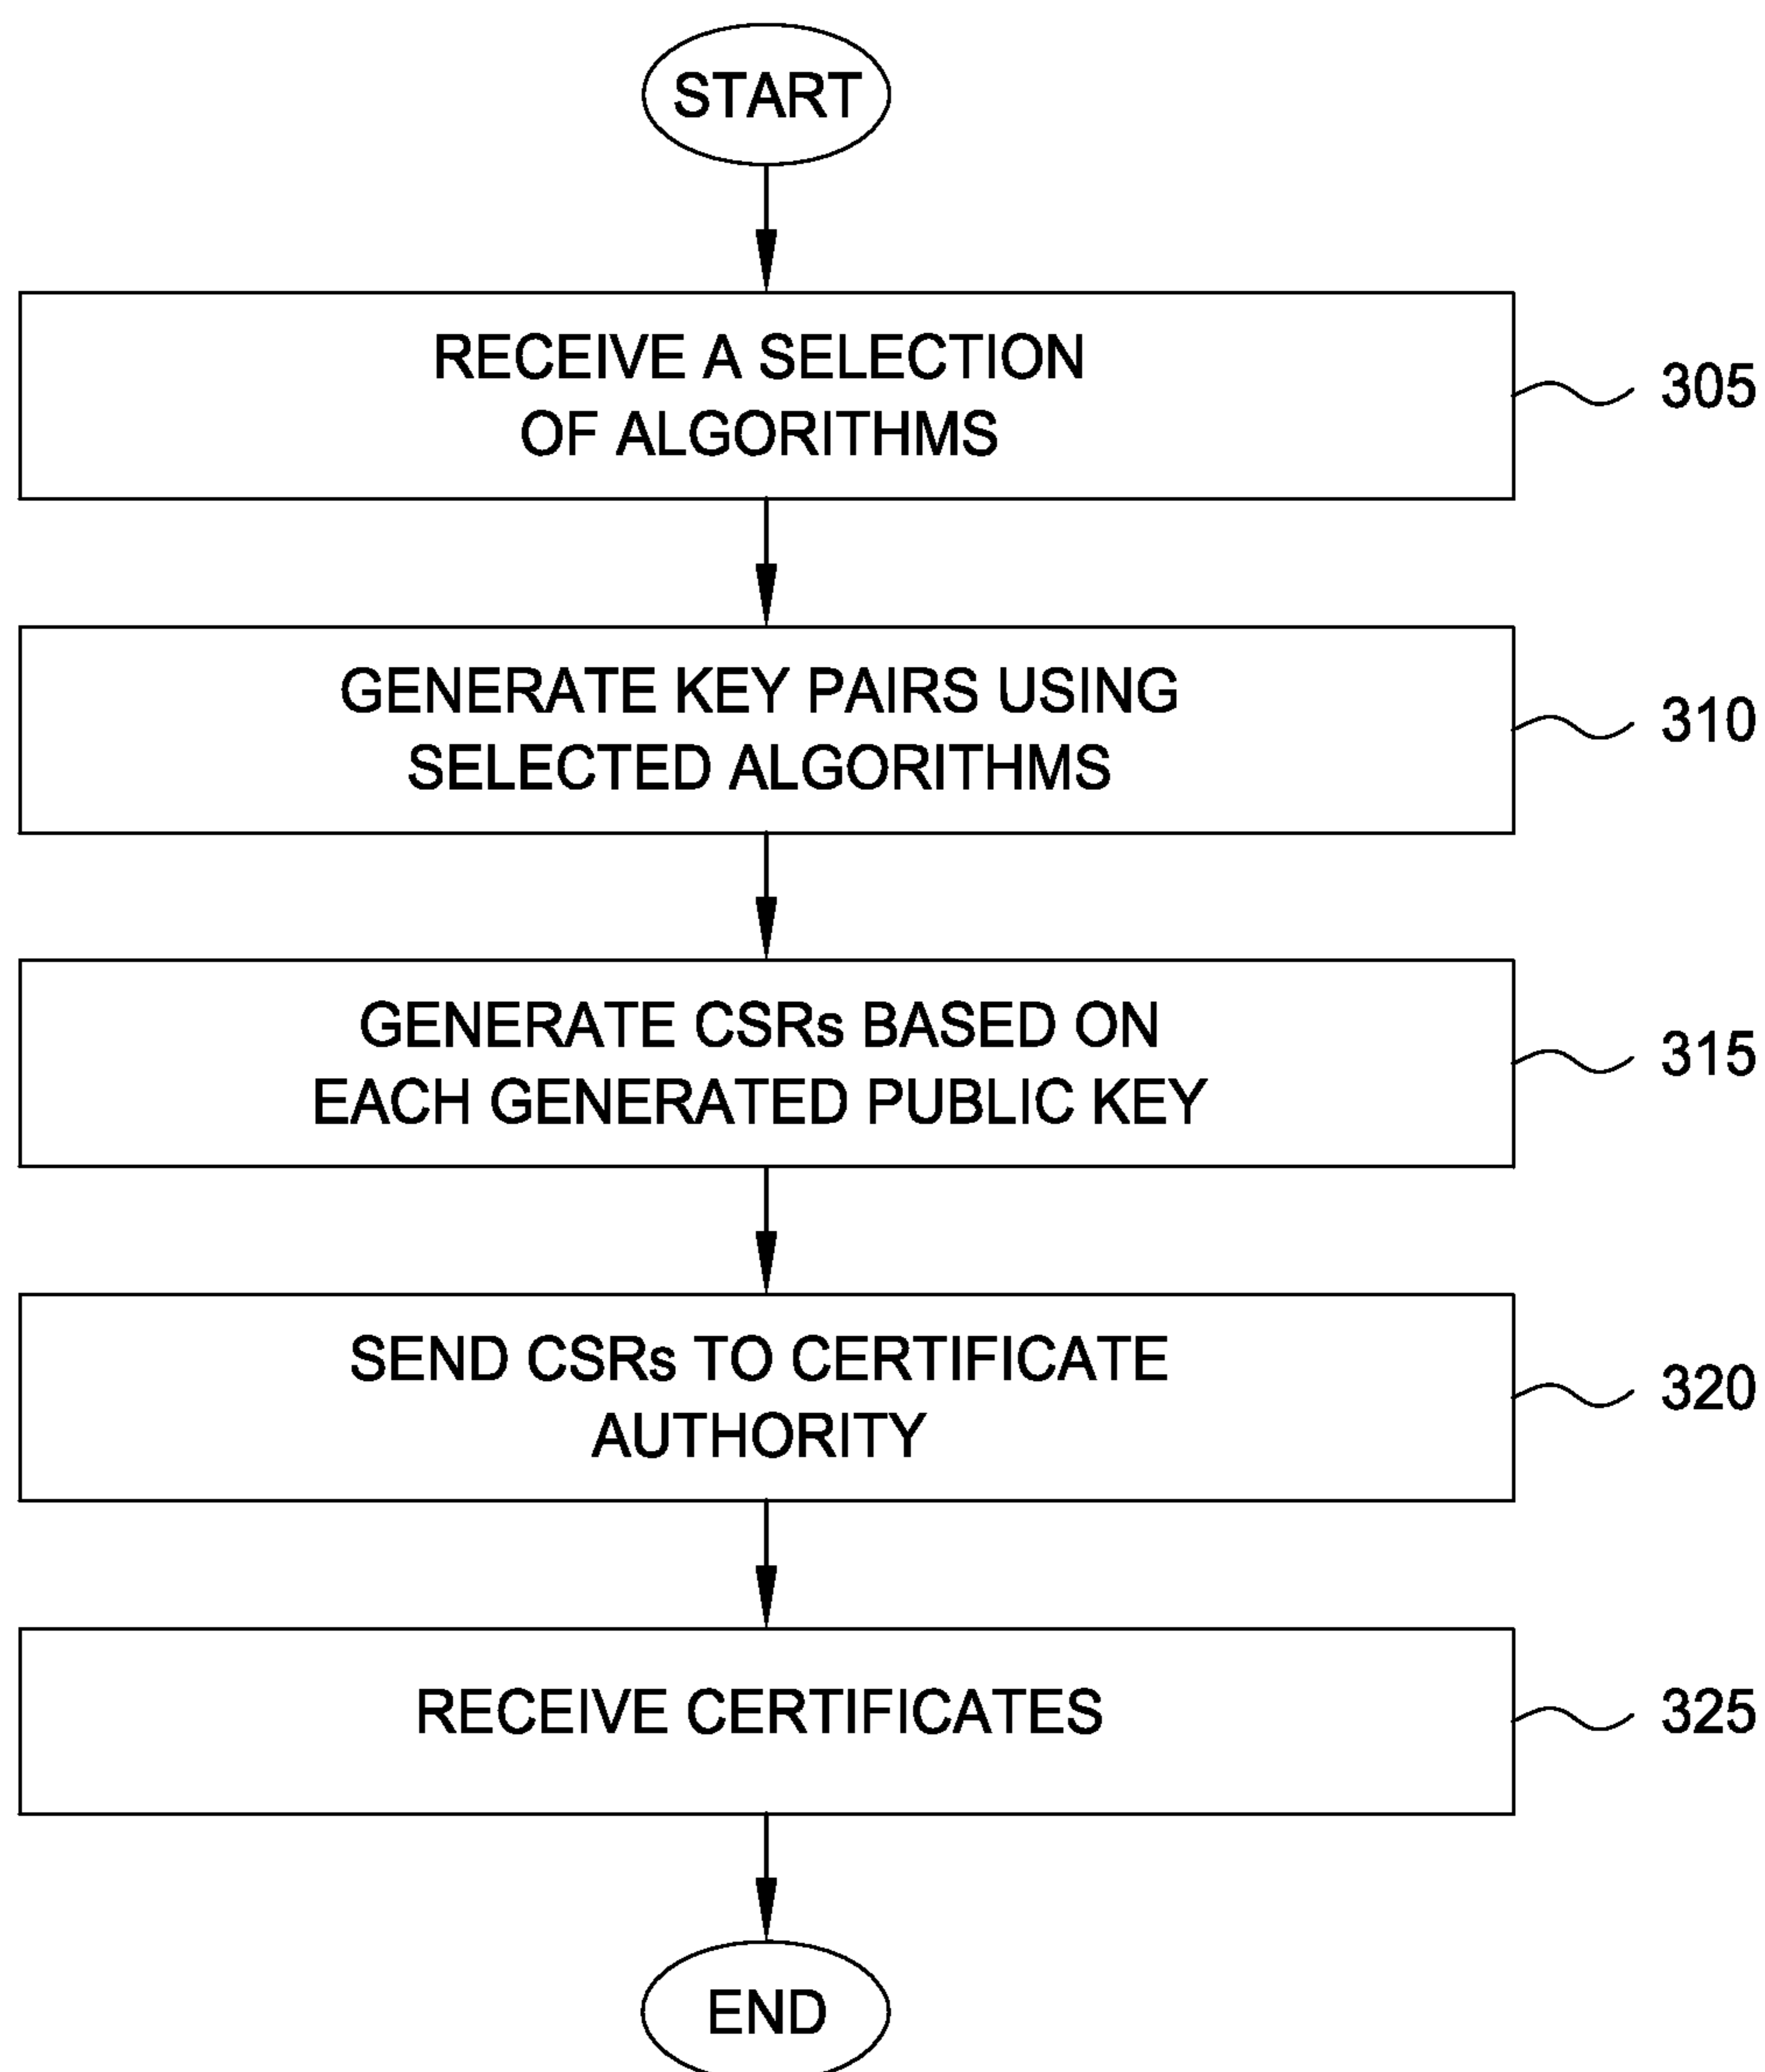 START
RECEIVE A SELECTION
OF ALGORITHMS
305
GENERATE KEY PAIRS USING
SELECTED ALGORITHMS
310
GENERATE CSRs BASED ON
EACH GENERATED PUBLIC KEY
315
SEND CSRs TO CERTIFICATE
AUTHORITY
320
RECEIVE CERTIFICATES
325
END